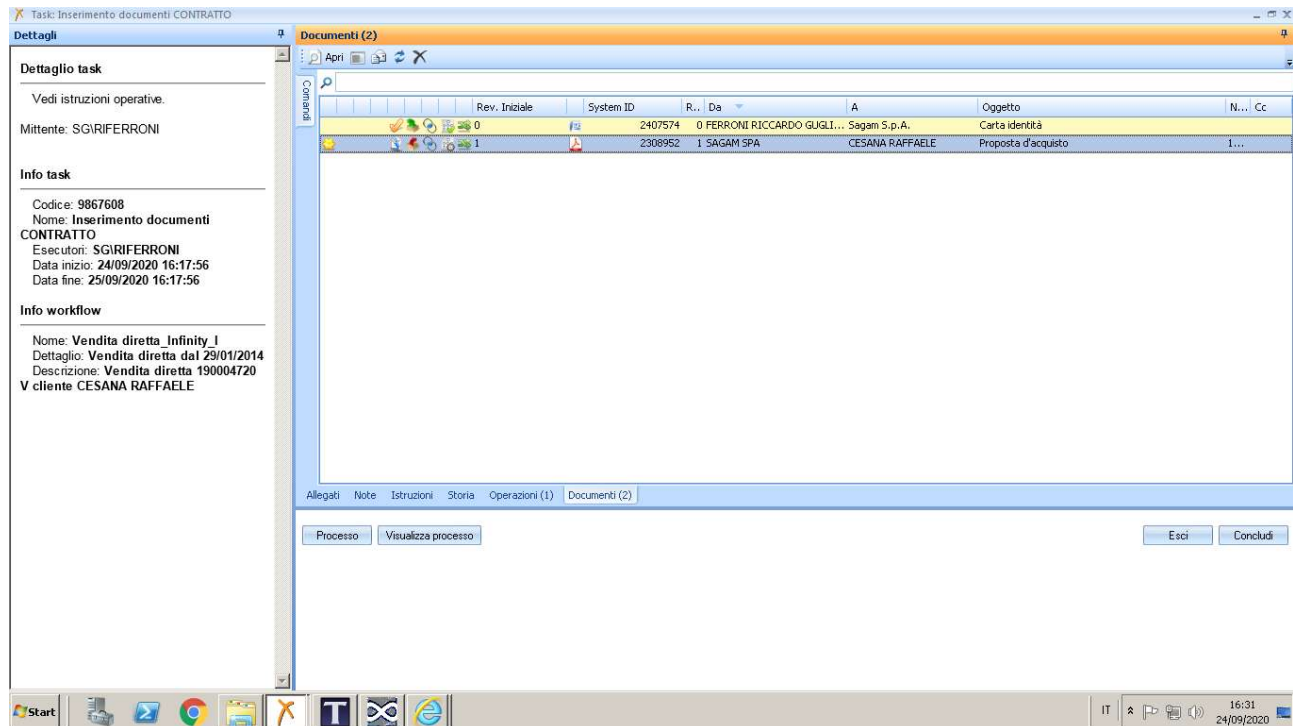 Task: Inserimento documenti CONTRATTO
Dettagli
Dettaglio task
Vedi istruzioni operative.
Mittente: SG\RIFERRONI
Info task
Codice: 9867608
Nome: Inserimento documenti
CONTRATTO
Esecutori: SG\RIFERRONI
Data inizio: 24/09/2020 16:17:56
Data fine: 25/09/2020 16:17:56
Info workflow
Nome: Vendita diretta_Infinity_I
Dettaglio: Vendita diretta dal 29/01/2014
Descrizione: Vendita diretta 190004720
V cliente CESANA RAFFAELE
Documenti (2)
Apri
Comandi
Rev. Iniziale System ID R.. Da A Oggetto N... Cc
0 2407574 0 FERRONI RICCARDO GUGLI... Sagam S.p.A. Carta identità
1 2308952 1 SAGAM SPA CESANA RAFFAELE Proposta d'acquisto 1...
Allegati Note Istruzioni Storia Operazioni (1) Documenti (2)
Processo Visualizza processo Esci Concludi
Start T IT 16:31
24/09/2020